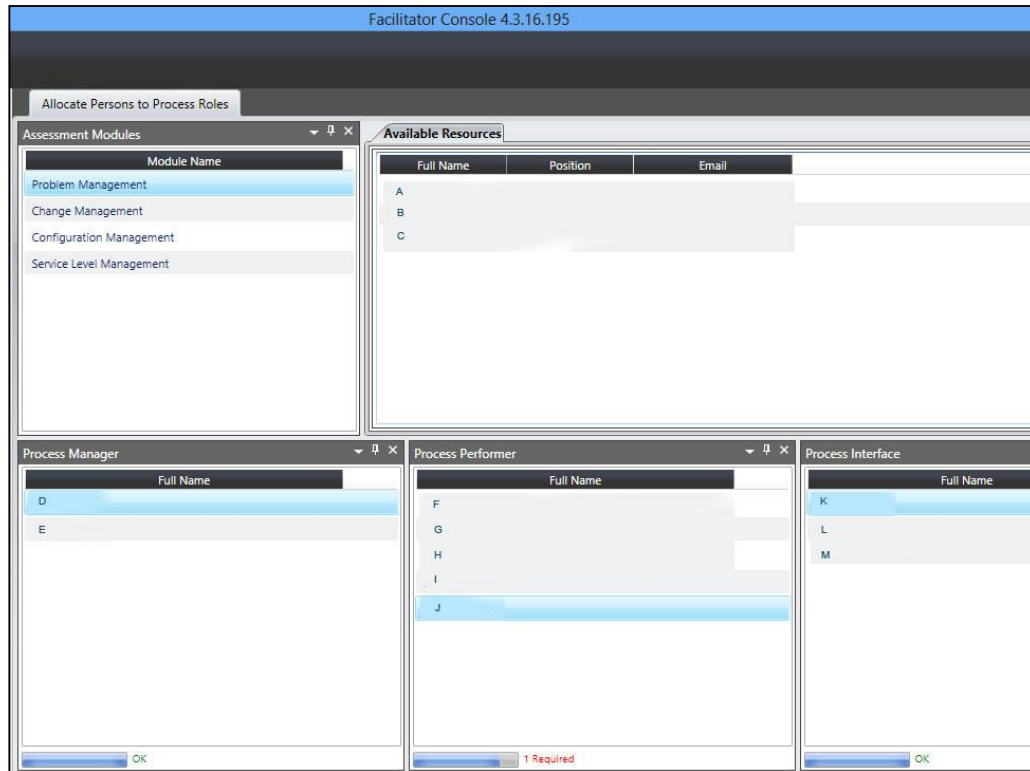 Facilitator Console 4.3.16.195
Allocate Persons to Process Roles
Assessment Modules
Module Name
Problem Management
Change Management
Configuration Management
Service Level Management
Available Resources
Full Name Position Email
A
B
C
Process Manager
Full Name
D
E
OK
Process Performer
Full Name
F
G
H
I
J
1 Required
Process Interface
Full Name
K
L
M
OK